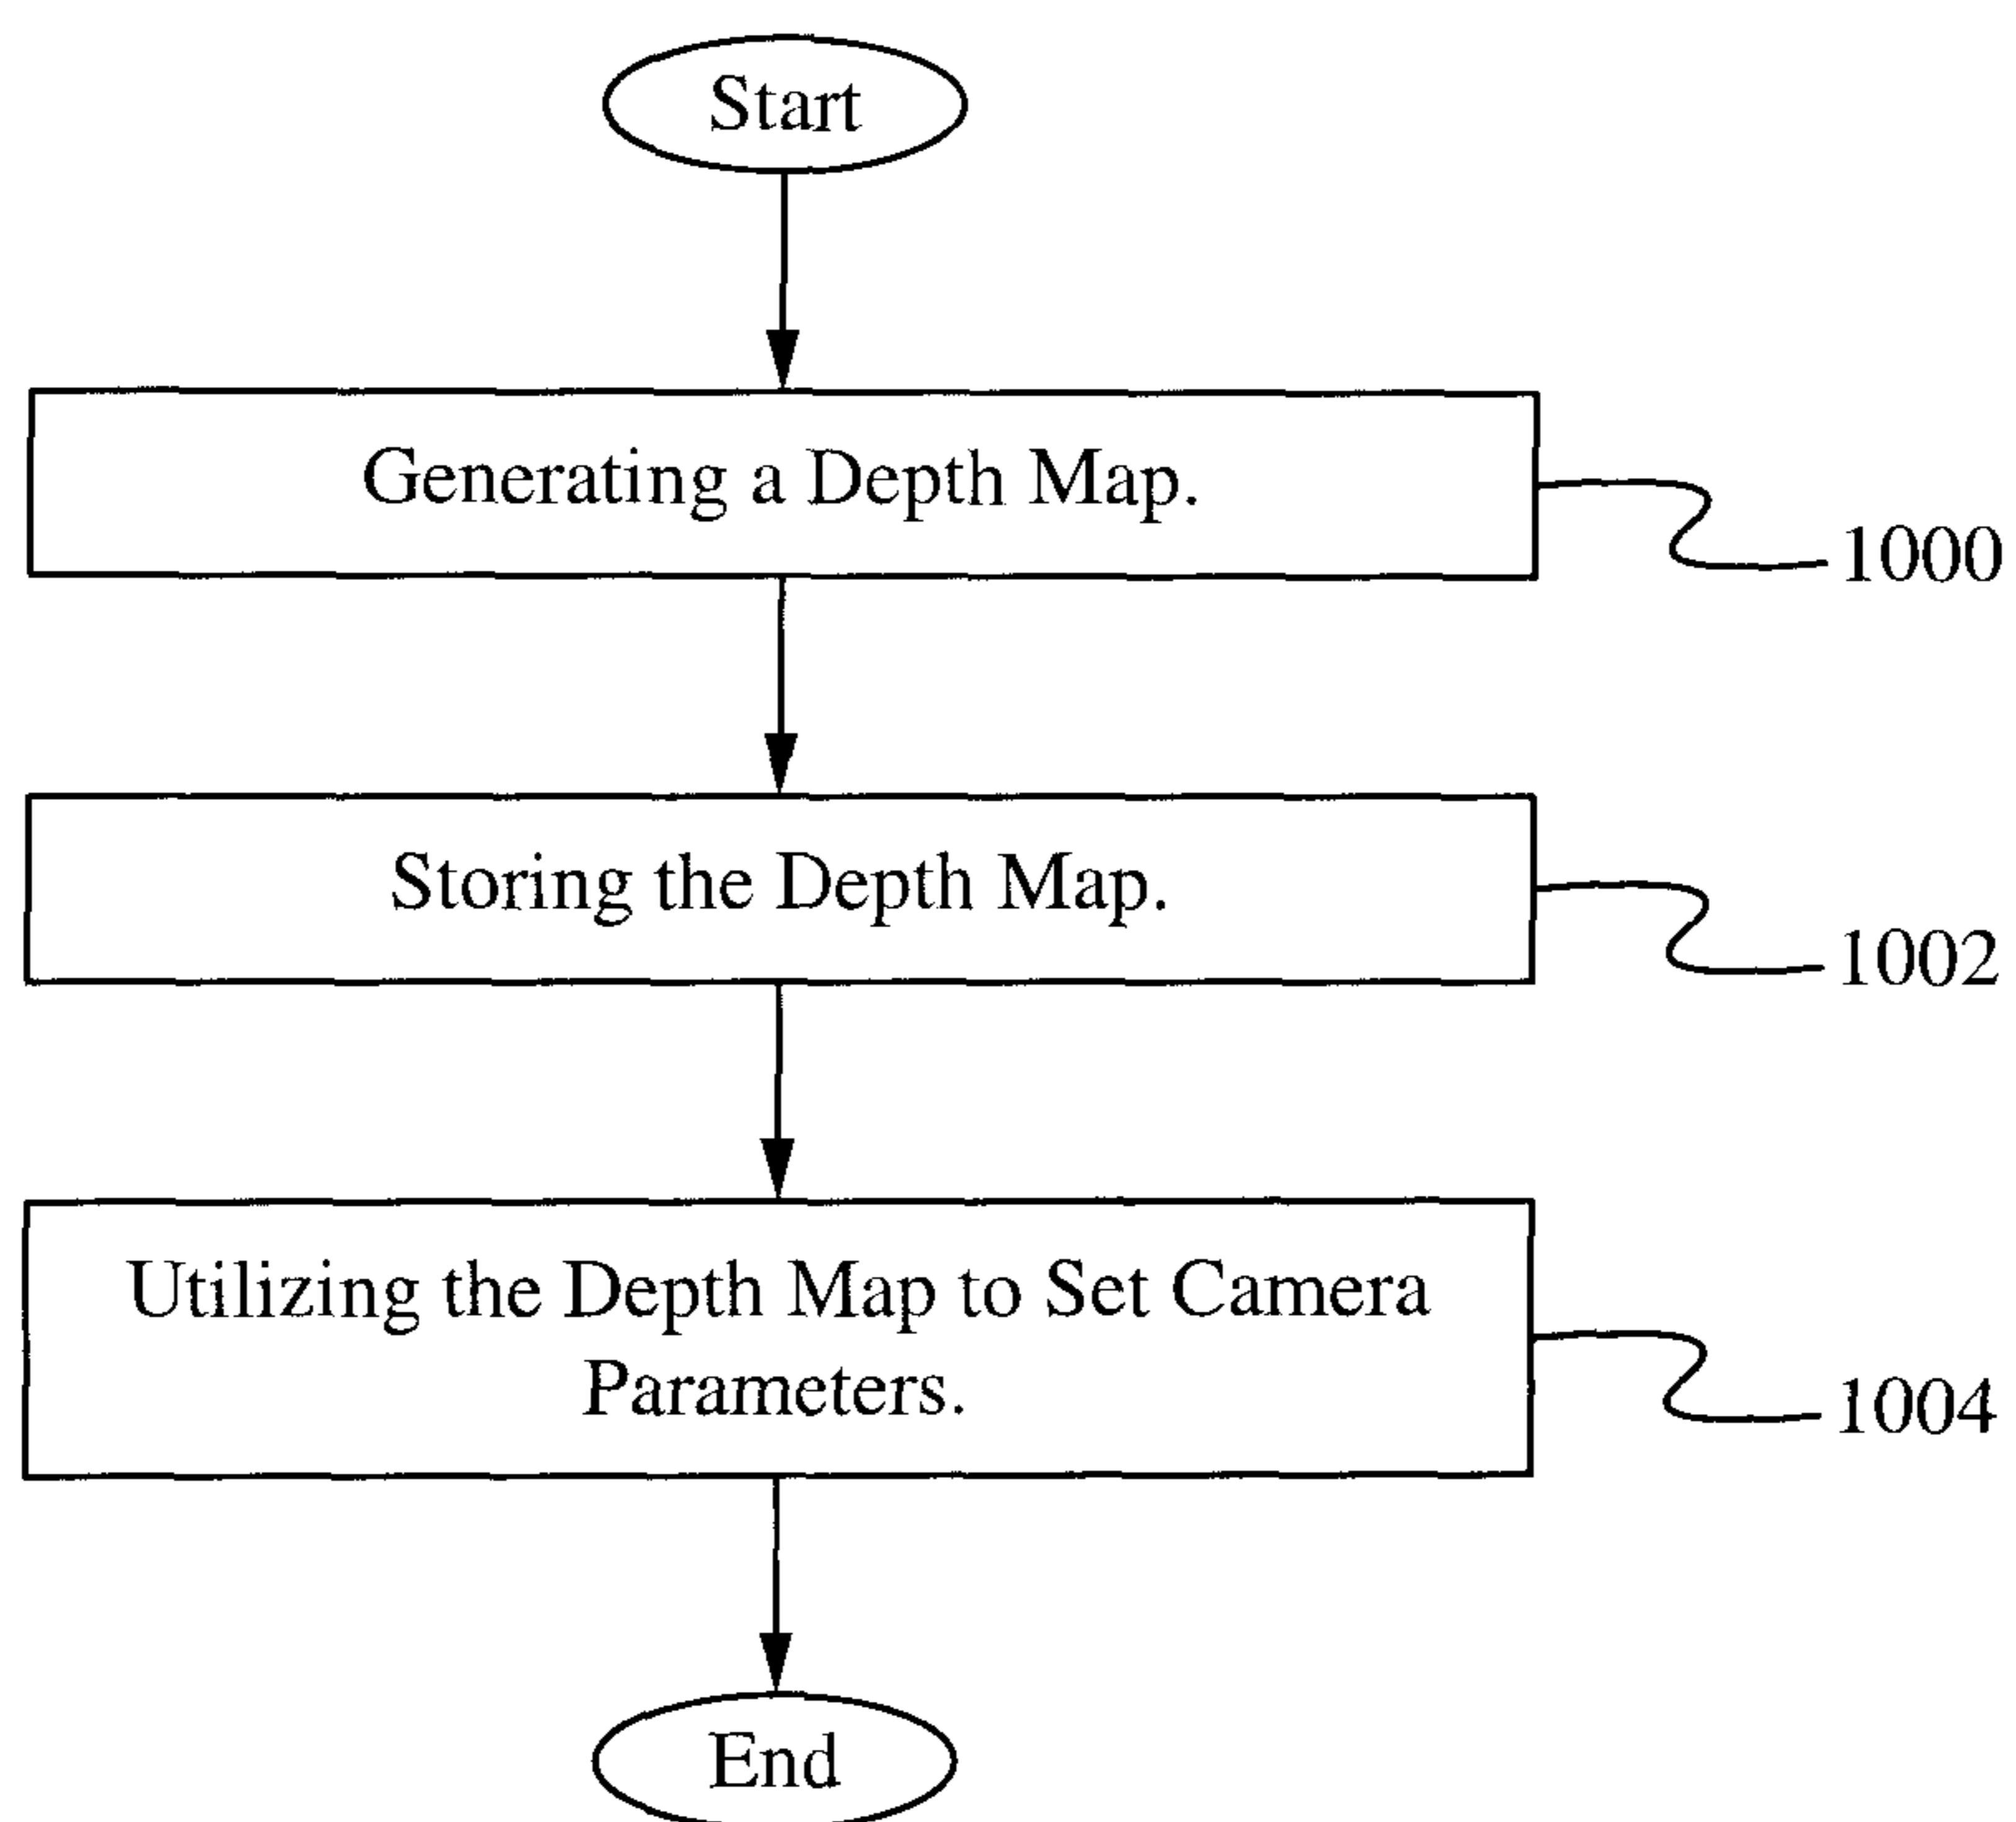 Start
Generating a Depth Map.
1000
Storing the Depth Map.
1002
Utilizing the Depth Map to Set Camera
Parameters.
1004
End